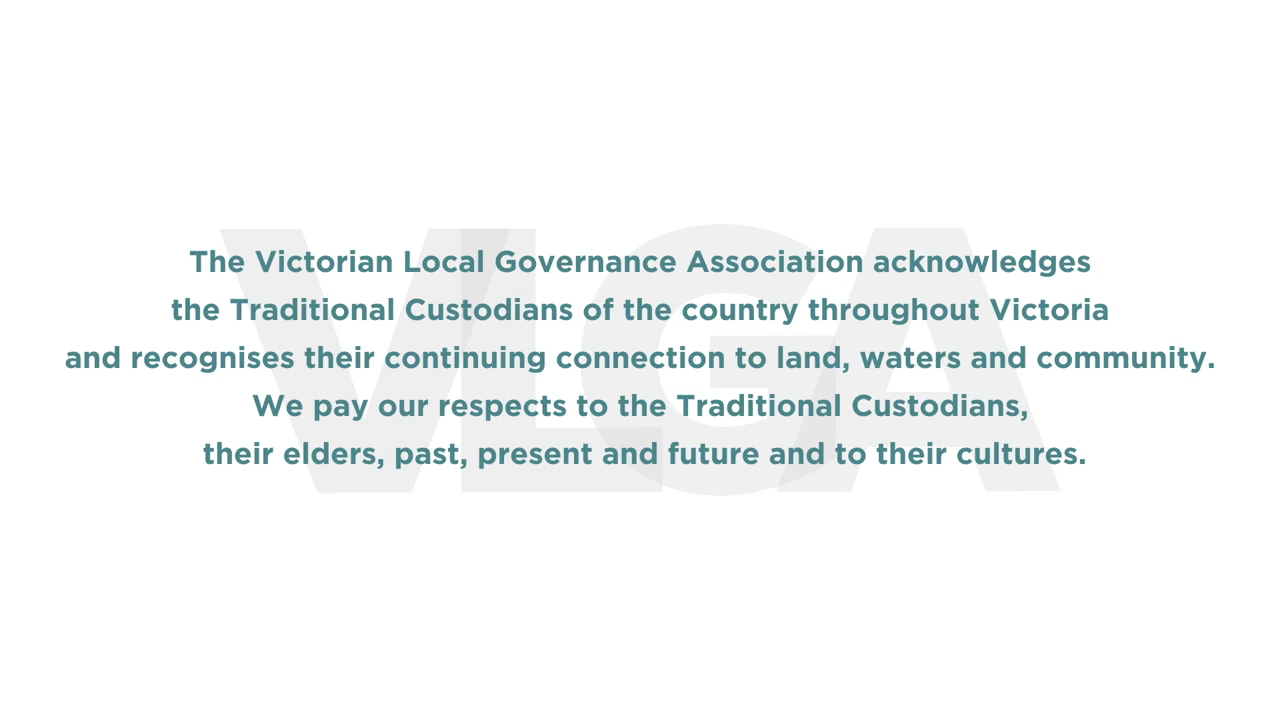 The Victorian Local Governance Association acknowledges
the Traditional Custodians of the country throughout Victoria
and recognises their continuing connection to land, waters and community.
We pay our respects to the Traditional Custodians,
their elders, past, present and future and to their cultures.
VLGA